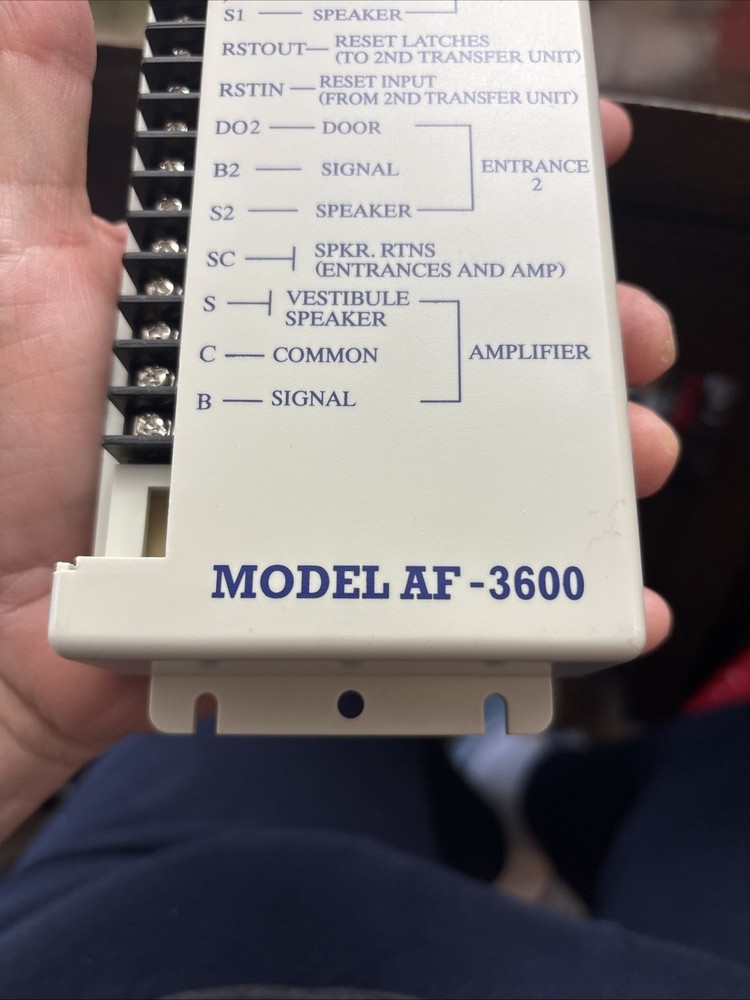 S1 — SPEAKER
RSTOUT— RESET LATCHES
(TO 2ND TRANSFER UNIT)
RSTIN — RESET INPUT
(FROM 2ND TRANSFER UNIT)
DO2 — DOOR
B2 — SIGNAL
ENTRANCE
2
S2 — SPEAKER
SC — SPKR. RTNS
(ENTRANCES AND AMP)
S — VESTIBULE
SPEAKER
C — COMMON
AMPLIFIER
B — SIGNAL
MODEL AF-3600